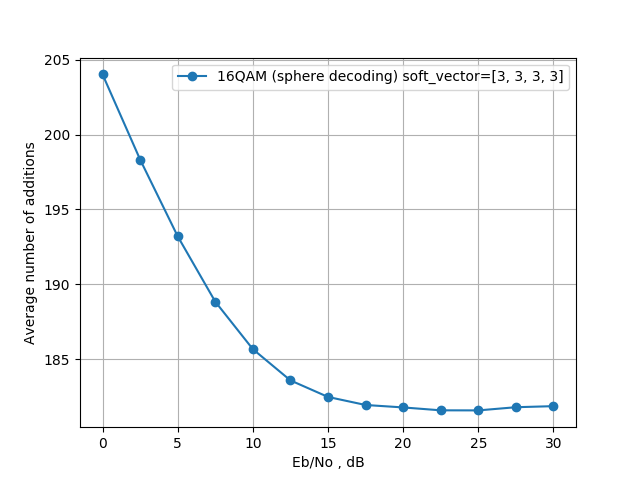 16QAM (sphere decoding) soft_vector=[3, 3, 3, 3]
Average number of additions
205
200
195
190
185
0 5 10 15 20 25 30
Eb/No , dB